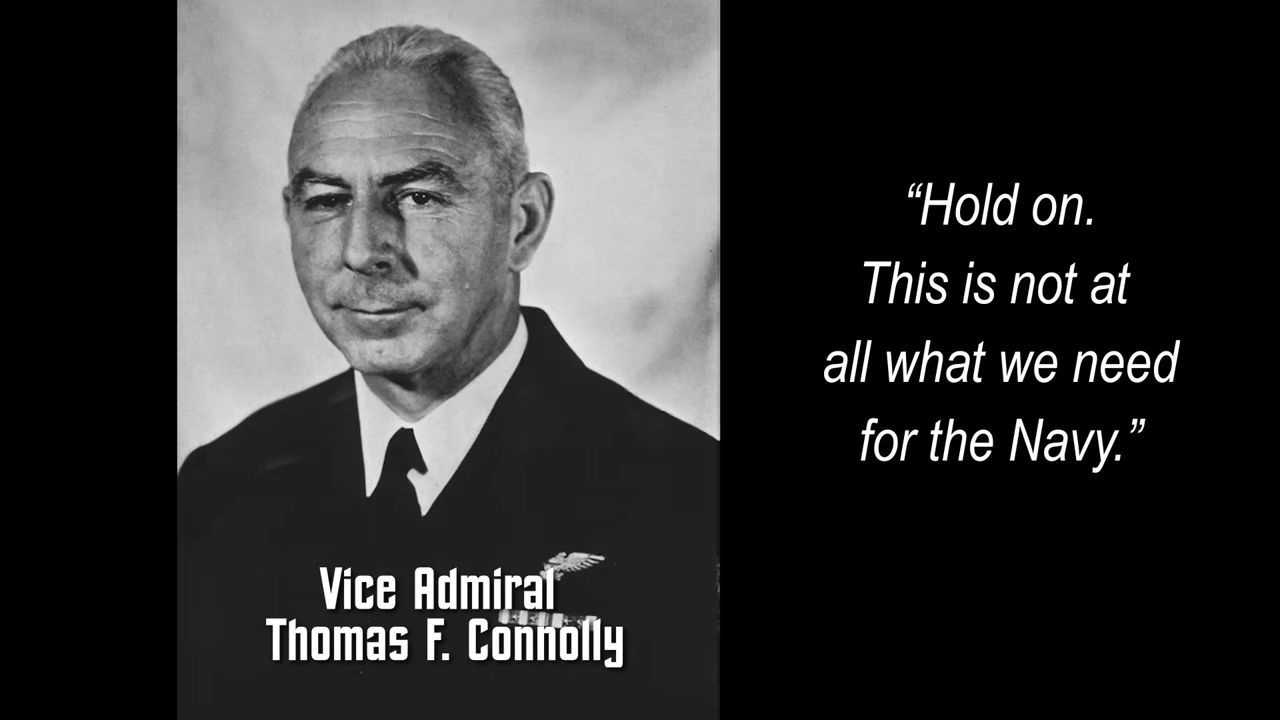 Vice Admiral
Thomas F. Connolly
“Hold on.
This is not at
all what we need
for the Navy.”